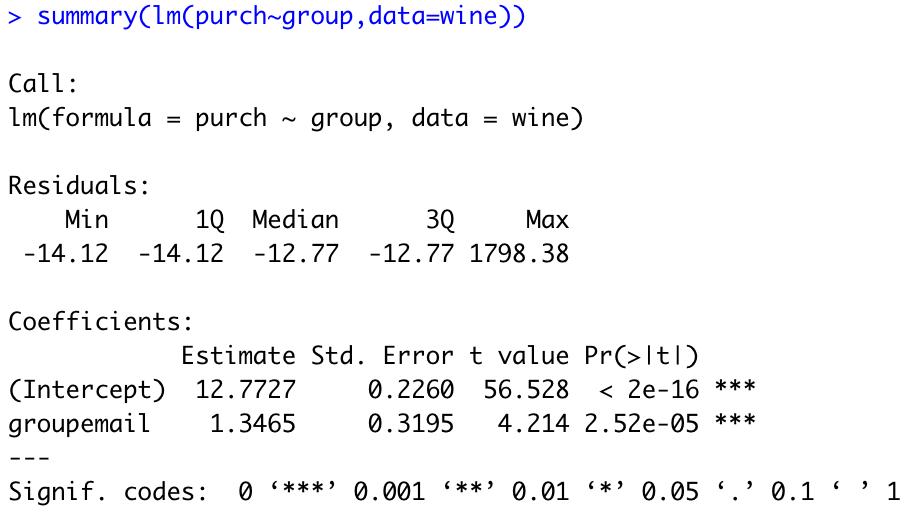 > summary(lm(purch~group,data=wine))
Call:
lm(formula = purch ~ group, data = wine)
Residuals:
    Min      1Q  Median      3Q     Max
 -14.12  -14.12  -12.77  -12.77 1798.38
Coefficients:
            Estimate Std. Error t value Pr(>|t|)
(Intercept)  12.7727     0.2260  56.528  < 2e-16 ***
groupemail    1.3465     0.3195   4.214 2.52e-05 ***
---
Signif. codes:  0 ‘***’ 0.001 ‘**’ 0.01 ‘*’ 0.05 ‘.’ 0.1 ‘ ’ 1